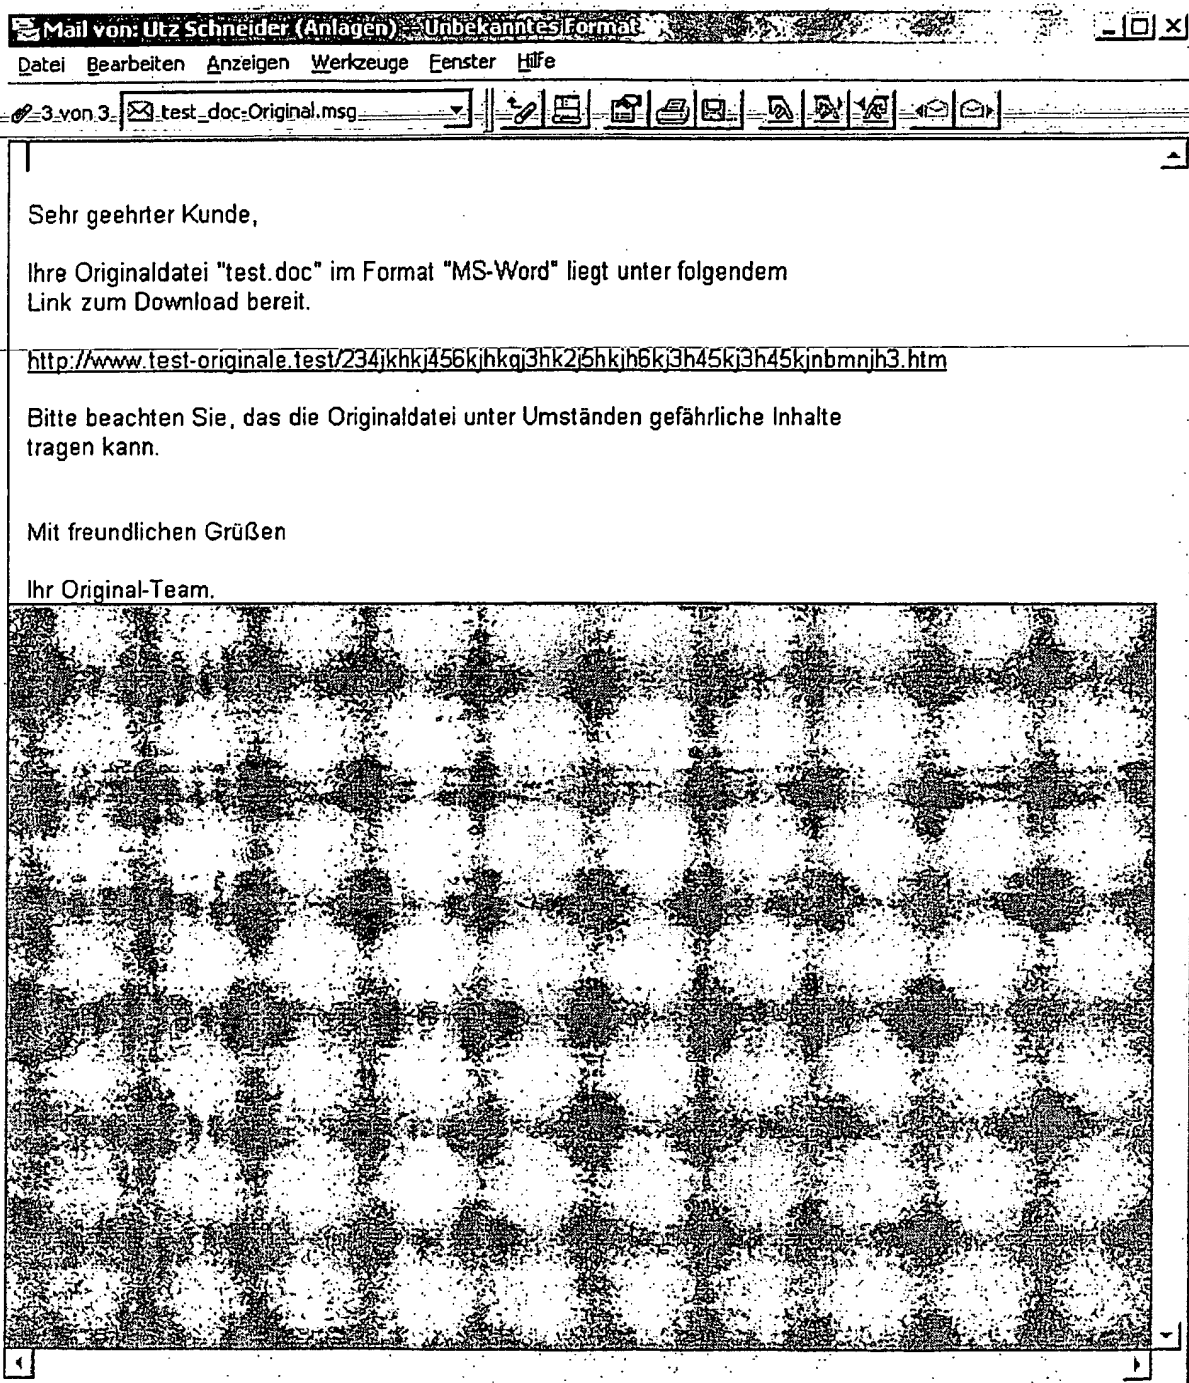 Mail von: Utz Schneider (Anlagen) - Unbekanntes Format
Datei Bearbeiten Anzeigen Werkzeuge Fenster Hilfe
3 von 3 test_doc-Original.msg
Sehr geehrter Kunde,
Ihre Originaldatei "test.doc" im Format "MS-Word" liegt unter folgendem
Link zum Download bereit.
http://www.test-originale.test/234jkhkj456kjhkgj3hk2j5hkjh6kj3h45kj3h45kjnbmnjh3.htm
Bitte beachten Sie, das die Originaldatei unter Umständen gefährliche Inhalte
tragen kann.
Mit freundlichen Grüßen
Ihr Original-Team.